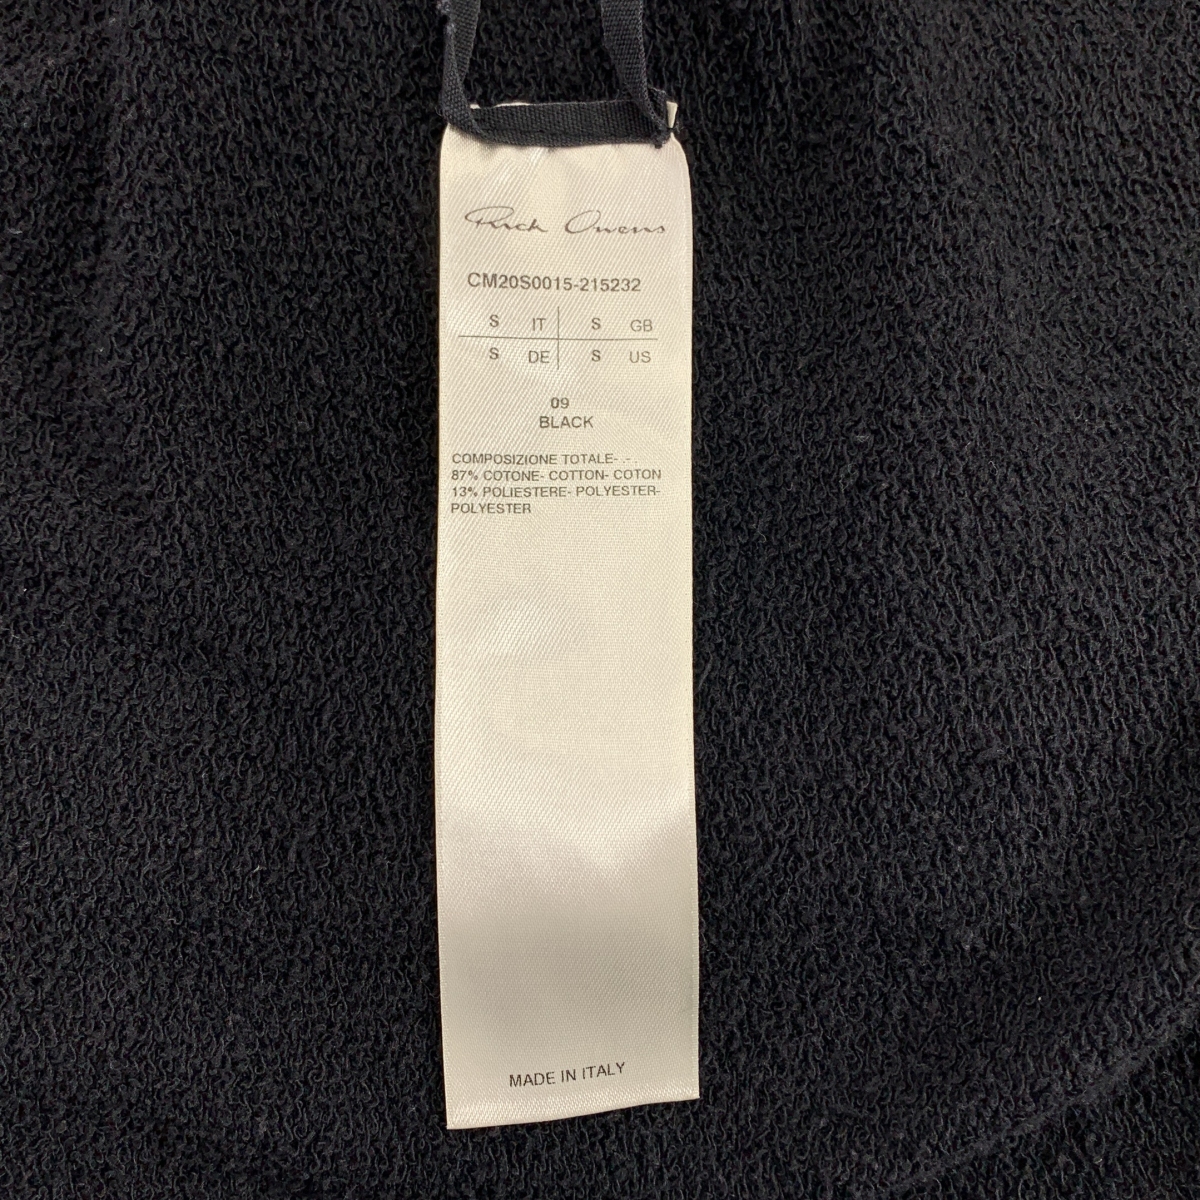 Rick Owens
CM20S0015-215232
S IT S GB
S DE S US
09
BLACK
COMPOSIZIONE TOTALE- .- .
87% COTONE- COTTON- COTON
13% POLIESTERE- POLYESTER-
POLYESTER
MADE IN ITALY